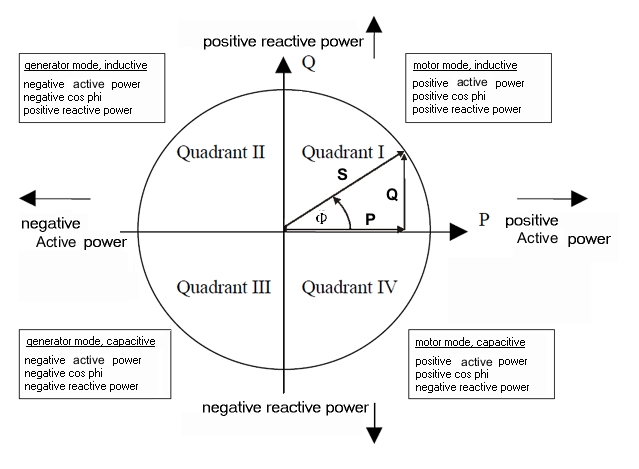 positive reactive power
Q
generator mode, inductive
negative active power
negative cos phi
positive reactive power
motor mode, inductive
positive active power
positive cos phi
positive reactive power
Quadrant II
Quadrant I
S
Q
Φ
P
negative
Active power
P positive
Active power
Quadrant III
Quadrant IV
generator mode, capacitive
negative active power
negative cos phi
negative reactive power
motor mode, capacitive
positive active power
positive cos phi
negative reactive power
negative reactive power